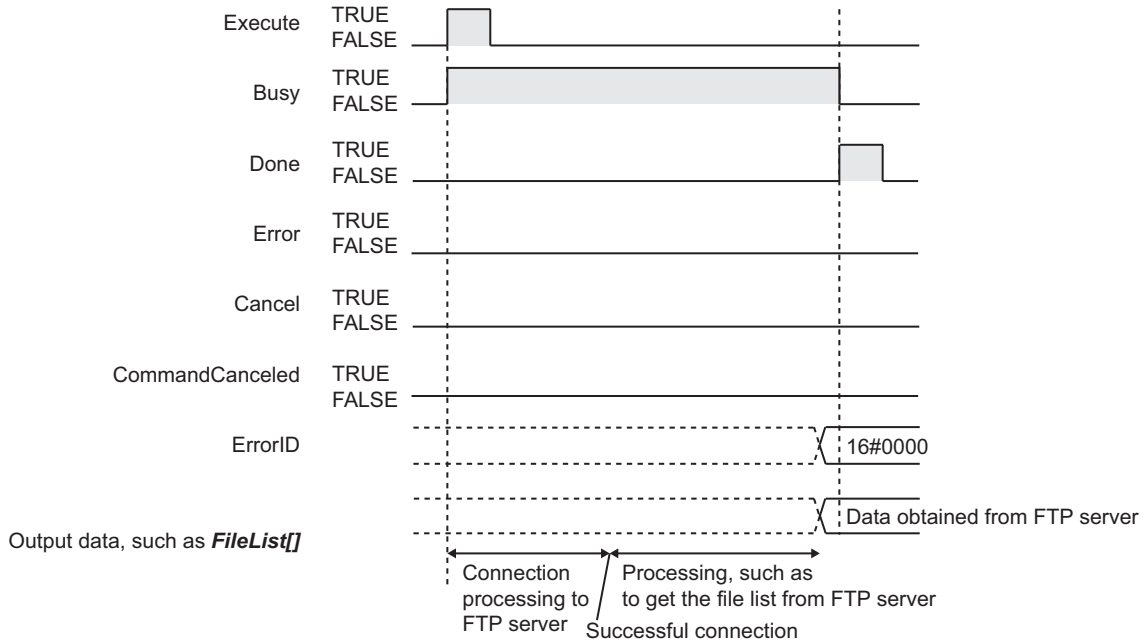 Execute
TRUE
FALSE
Busy
TRUE
FALSE
Done
TRUE
FALSE
Error
TRUE
FALSE
Cancel
TRUE
FALSE
CommandCanceled
TRUE
FALSE
ErrorID
16#0000
Output data, such as FileList[]
Data obtained from FTP server
Connection
processing to
FTP server
Processing, such as
to get the file list from FTP server
Successful connection